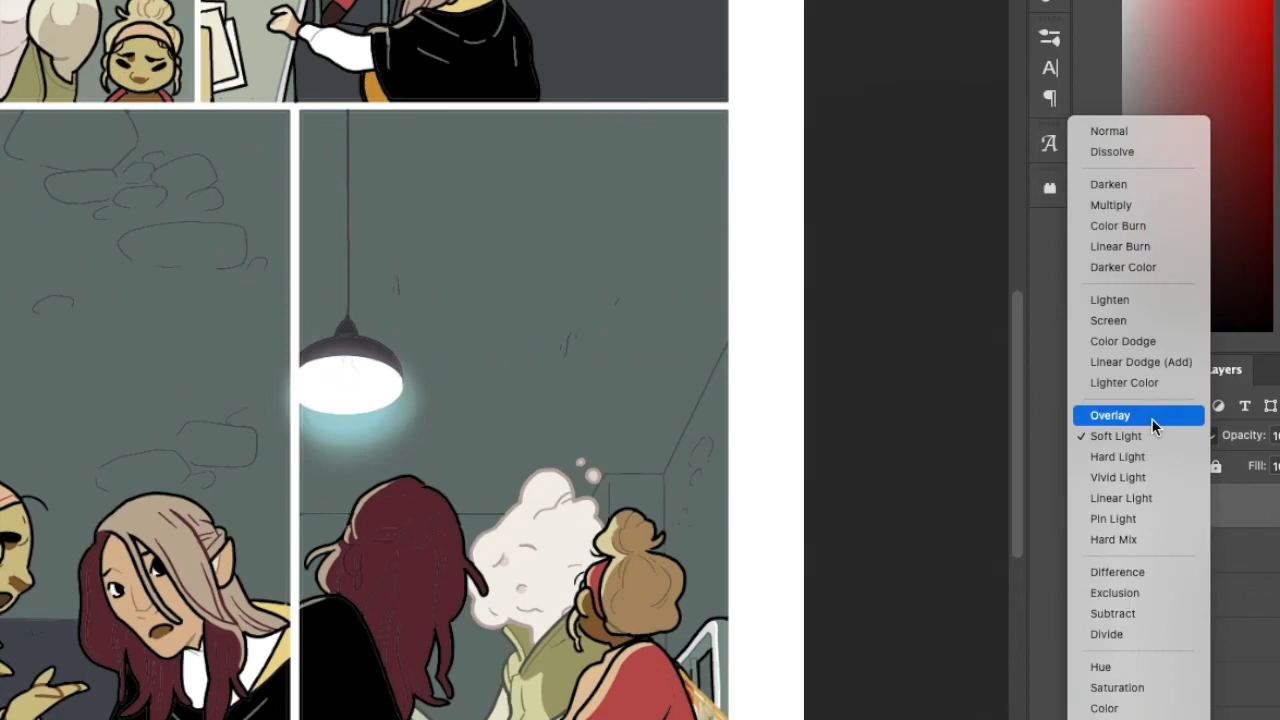 Normal
Dissolve
Darken
Multiply
Color Burn
Linear Burn
Darker Color
Lighten
Screen
Color Dodge
Linear Dodge (Add)
Lighter Color
Overlay
Soft Light
Hard Light
Vivid Light
Linear Light
Pin Light
Hard Mix
Difference
Exclusion
Subtract
Divide
Hue
Saturation
Color
ayers
Opacity: 10
Fill: 10